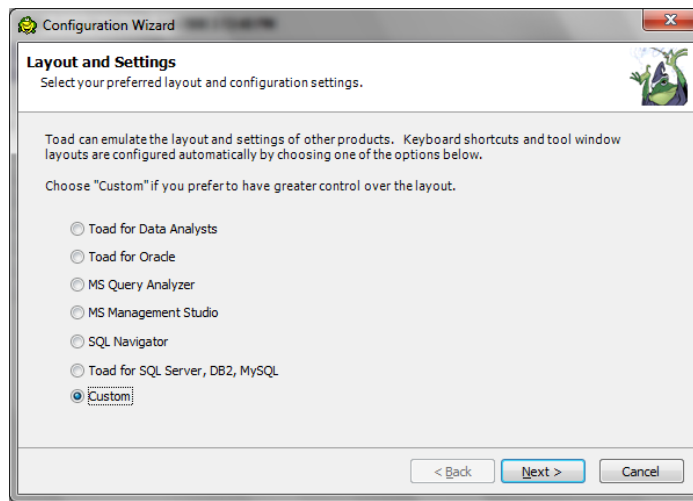 Configuration Wizard
Layout and Settings
Select your preferred layout and configuration settings.
Toad can emulate the layout and settings of other products. Keyboard shortcuts and tool window
layouts are configured automatically by choosing one of the options below.
Choose "Custom" if you prefer to have greater control over the layout.
Toad for Data Analysts
Toad for Oracle
MS Query Analyzer
MS Management Studio
SQL Navigator
Toad for SQL Server, DB2, MySQL
Custom
< Back
Next >
Cancel